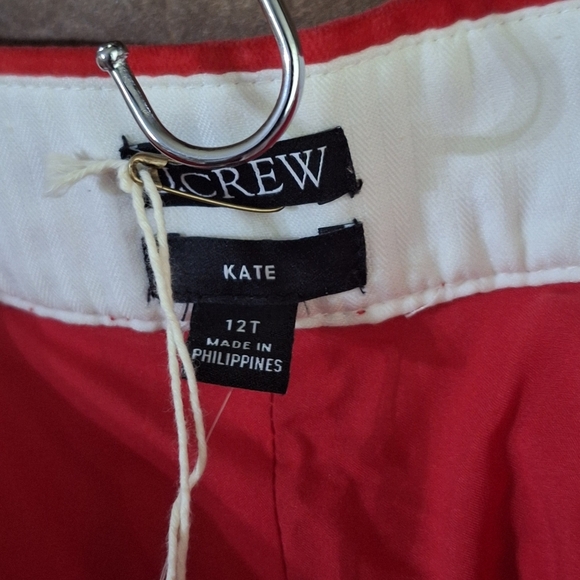 J.CREW
KATE
12T
MADE IN
PHILIPPINES